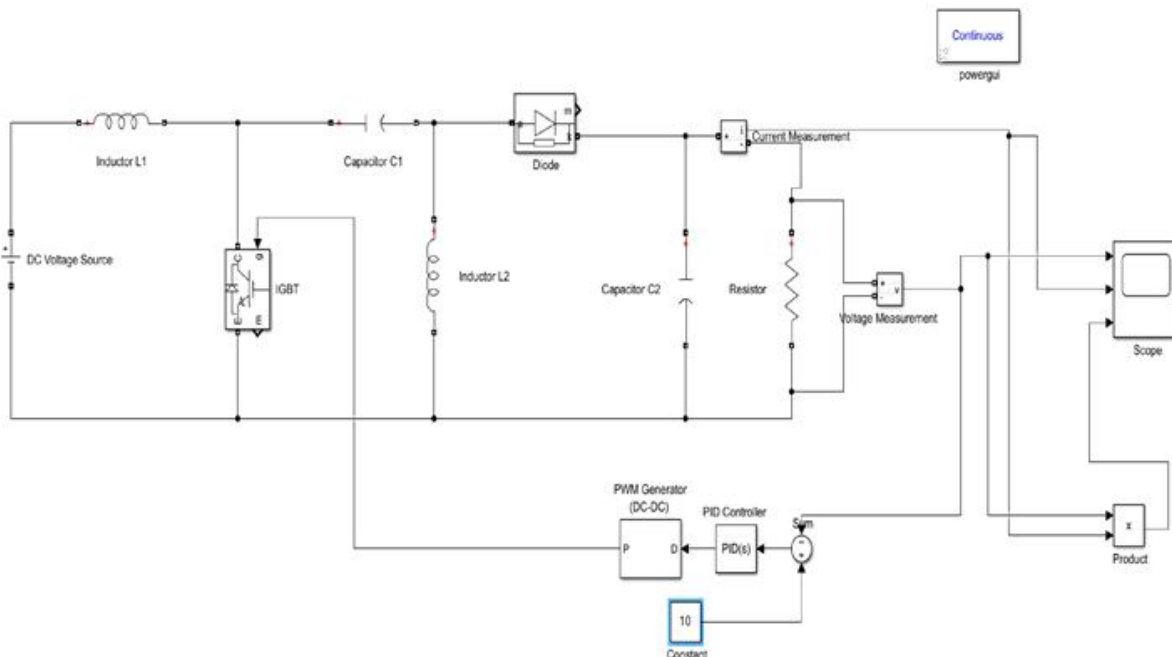 Continuous
powergui
Inductor L1
Capacitor C1
m
k
Diode
+
i
-
Current Measurement
+
DC Voltage Source
C
g
E
m
IGBT
Inductor L2
Capacitor C2
Resistor
+
-
v
Voltage Measurement
Scope
PWM Generator
(DC-DC)
P
D
PID Controller
PID(s)
Sum
10
Constant
x
Product